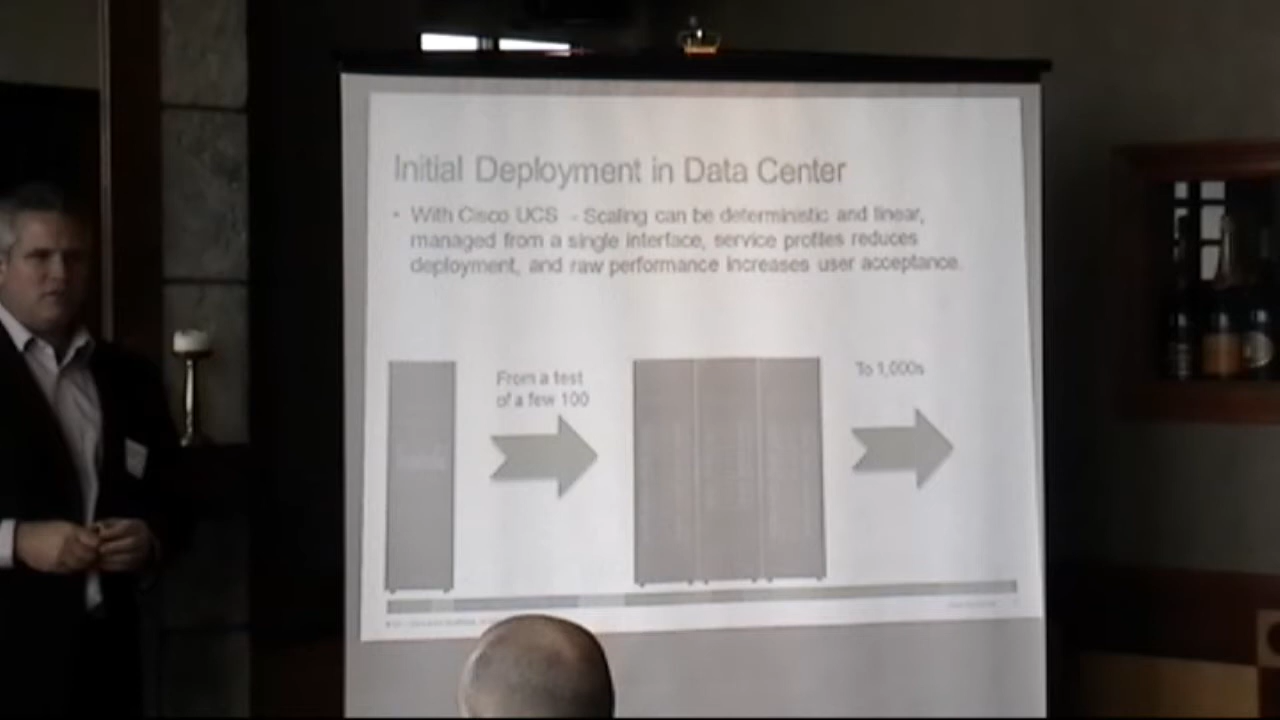 Initial Deployment in Data Center
• With Cisco UCS - Scaling can be deterministic and linear,
managed from a single interface, service profiles reduces
deployment, and raw performance increases user acceptance.
From a test
of a few 100
To 1,000s